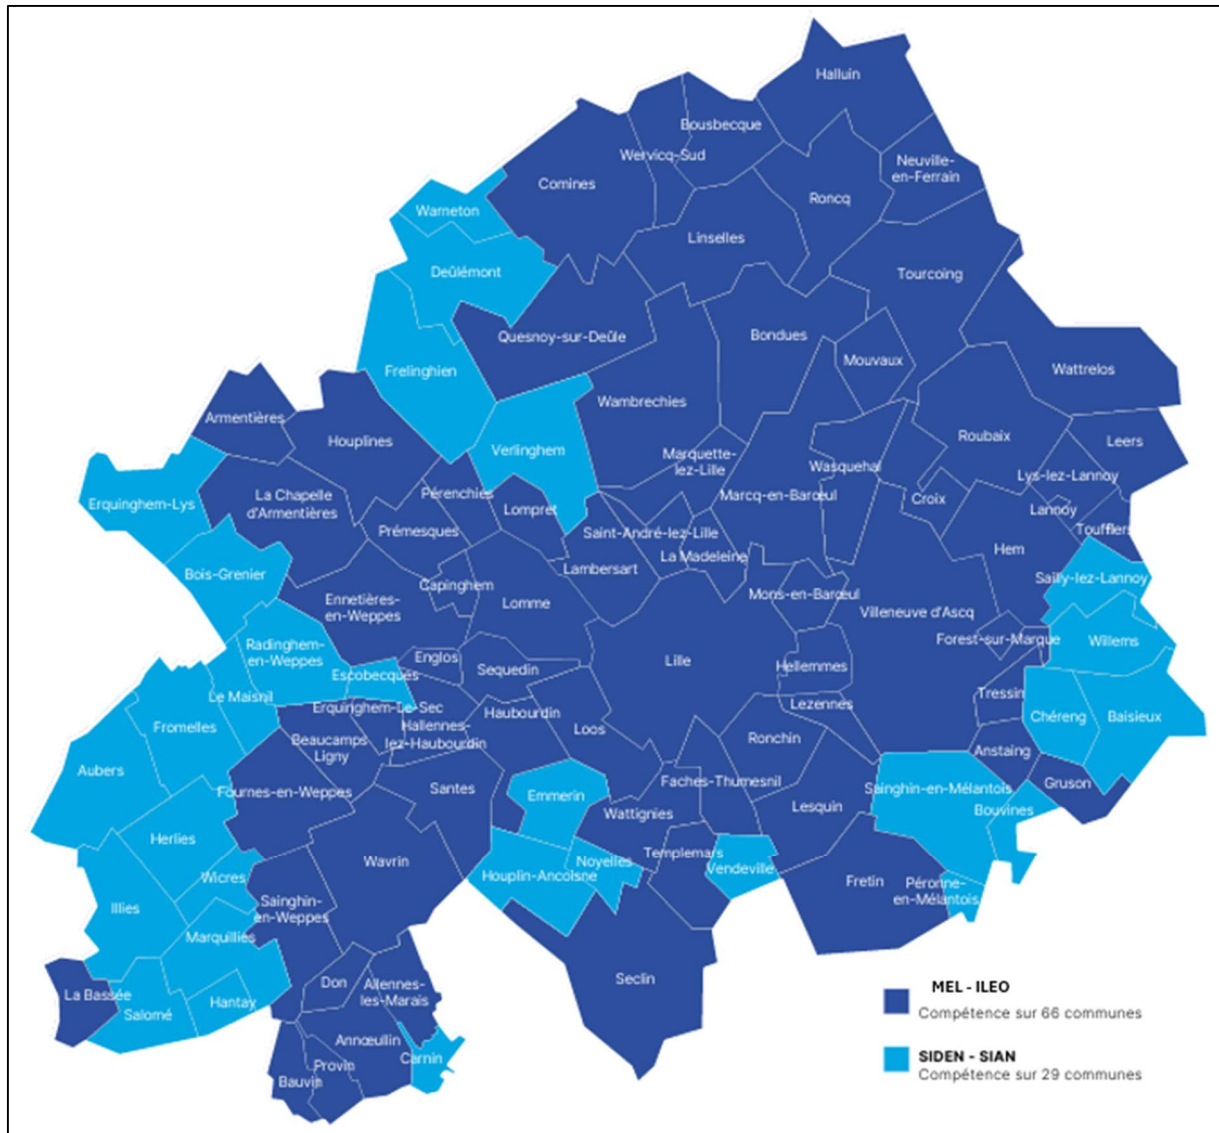 Halluin
Bousbecque
Wervicq-Sud
Neuville-
en-Ferrain
Comines
Roncq
Warneton
Linselles
Deûlémont
Tourcoing
Quesnoy-sur-Deûle
Bondues
Mouvaux
Frelinghien
Wattrelos
Wambrechies
Armentières
Houplines
Roubaix
Leers
Verlinghem
Marquette-
lez-Lille
Wasquehal
Lys-lez-Lannoy
Erquinghem-Lys
La Chapelle
d'Armentières
Pérenchies
Marcq-en-Barœul
Croix
Lompret
Lannoy
Prémesques
Saint-André-lez-Lille
Toufflers
La Madeleine
Hem
Bois-Grenier
Lambersart
Sailly-lez-Lannoy
Capinghem
Mons-en-Barœul
Ennetières-
en-Weppes
Lomme
Villeneuve d'Ascq
Radinghem-
en-Weppes
Forest-sur-Marque
Willems
Englos
Sequedin
Lille
Hellemmes
Escobecques
Le Maisnil
Tressin
Erquinghem-Le-Sec
Lezennes
Haubourdin
Chéreng
Baisieux
Fromelles
Hallennes-
lez-Haubourdin
Loos
Beaucamps
Ligny
Ronchin
Anstaing
Aubers
Faches-Thumesnil
Gruson
Fournes-en-Weppes
Santes
Emmerin
Sainghin-en-Mélantois
Lesquin
Bouvines
Wattignies
Herlies
Templemars
Wavrin
Noyelles
Vendeville
Houplin-Ancoisne
Wicres
Fretin
Péronne-
en-Mélantois
Illies
Sainghin-
en-Weppes
Marquillies
Seclin
Don
Allennes-
les-Marais
La Bassée
Hantay
Salomé
Annœullin
Carnin
Provin
Bauvin
MEL - ILEO
Compétence sur 66 communes
SIDEN - SIAN
Compétence sur 29 communes